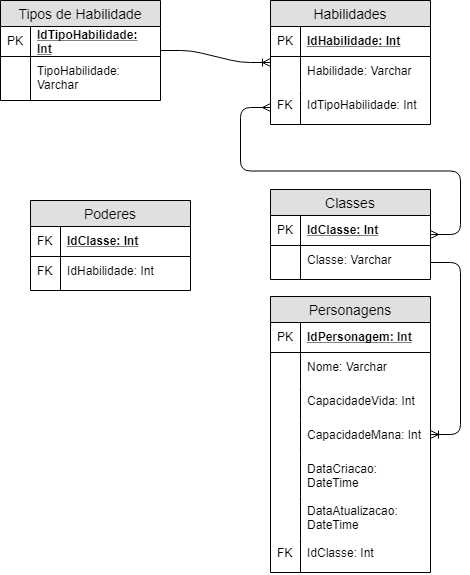 Tipos de Habilidade
PK IdTipoHabilidade:
Int
TipoHabilidade:
Varchar
Habilidades
PK IdHabilidade: Int
Habilidade: Varchar
FK IdTipoHabilidade: Int
Poderes
FK IdClasse: Int
FK IdHabilidade: Int
Classes
PK IdClasse: Int
Classe: Varchar
Personagens
PK IdPersonagem: Int
Nome: Varchar
CapacidadeVida: Int
CapacidadeMana: Int
DataCriacao:
DateTime
DataAtualizacao:
DateTime
FK IdClasse: Int